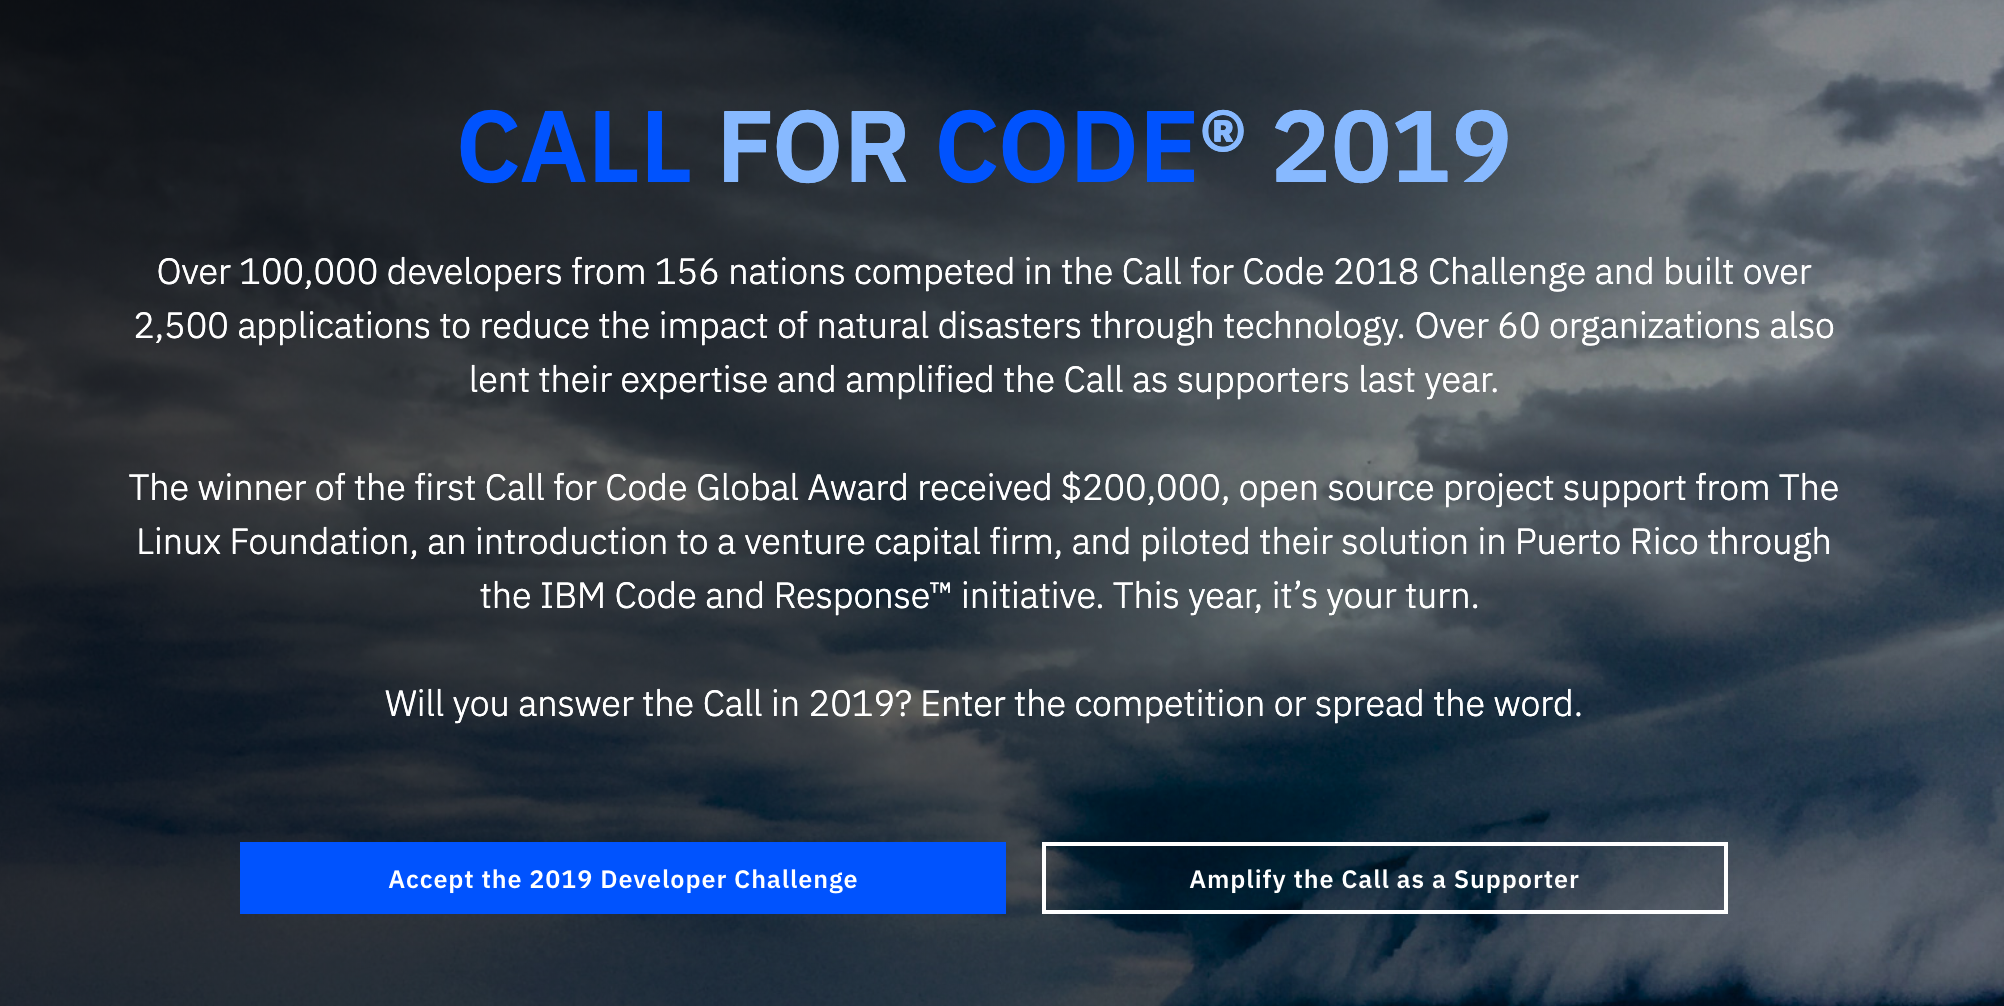 CALL FOR CODE® 2019
Over 100,000 developers from 156 nations competed in the Call for Code 2018 Challenge and built over
2,500 applications to reduce the impact of natural disasters through technology. Over 60 organizations also
lent their expertise and amplified the Call as supporters last year.
The winner of the first Call for Code Global Award received $200,000, open source project support from The
Linux Foundation, an introduction to a venture capital firm, and piloted their solution in Puerto Rico through
the IBM Code and Response™ initiative. This year, it’s your turn.
Will you answer the Call in 2019? Enter the competition or spread the word.
Accept the 2019 Developer Challenge
Amplify the Call as a Supporter